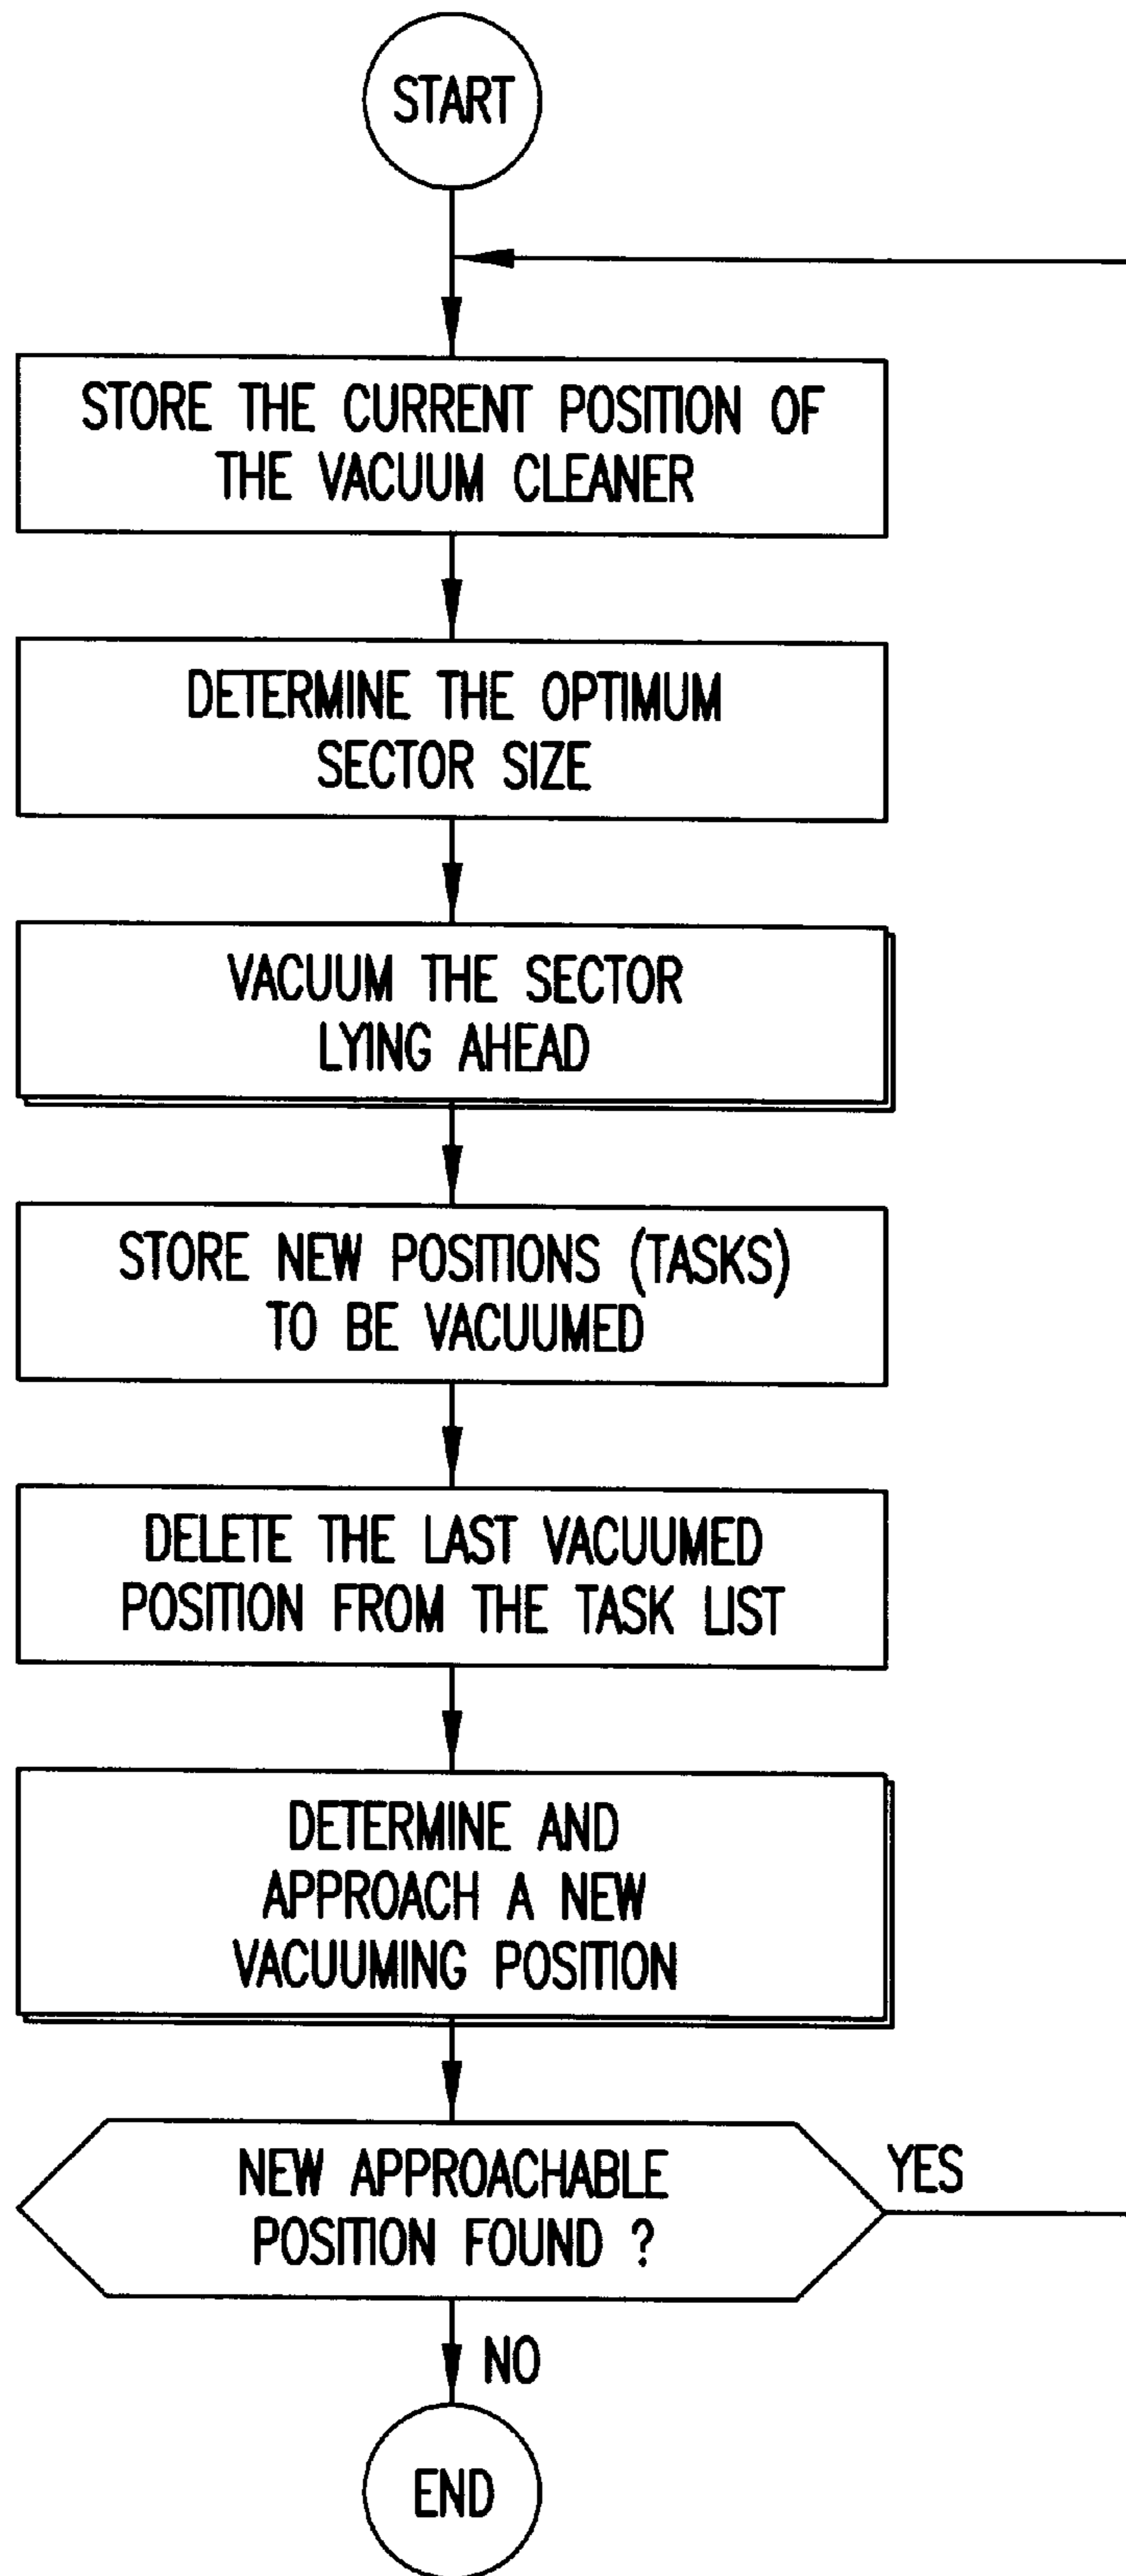 START
STORE THE CURRENT POSITION OF
THE VACUUM CLEANER
DETERMINE THE OPTIMUM
SECTOR SIZE
VACUUM THE SECTOR
LYING AHEAD
STORE NEW POSITIONS (TASKS)
TO BE VACUUMED
DELETE THE LAST VACUUMED
POSITION FROM THE TASK LIST
DETERMINE AND
APPROACH A NEW
VACUUMING POSITION
NEW APPROACHABLE
POSITION FOUND ?
YES
NO
END